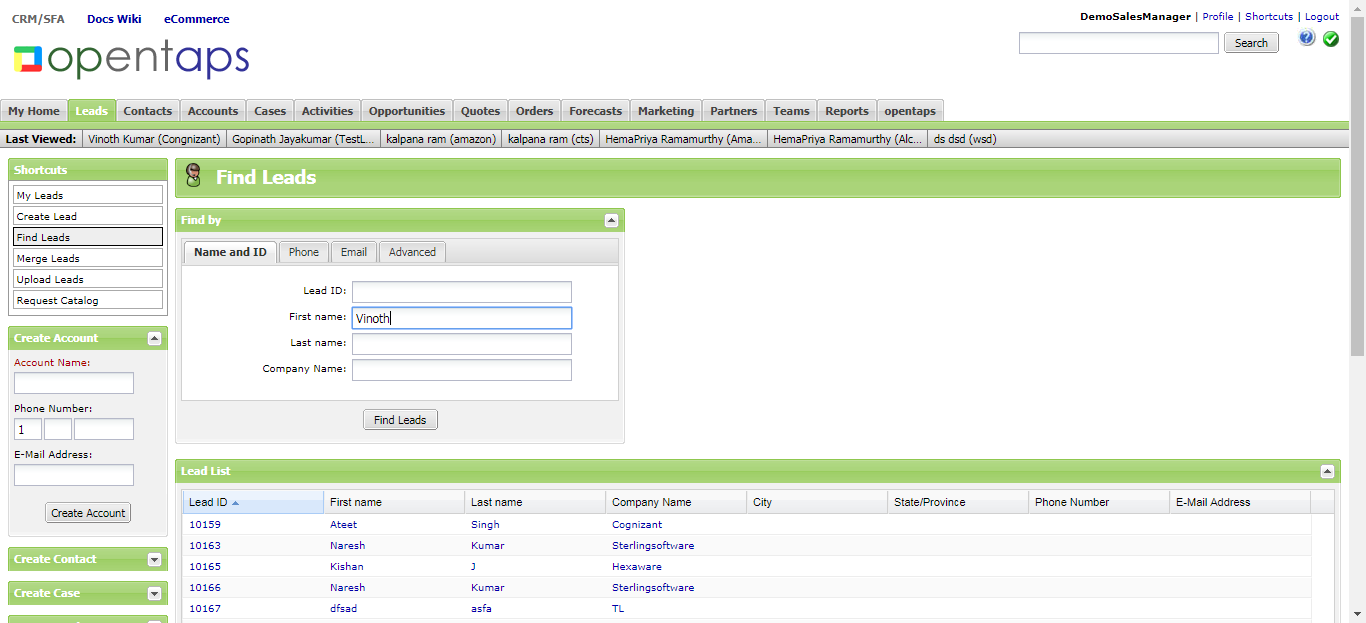 CRM/SFA Docs Wiki eCommerce
DemoSalesManager | Profile | Shortcuts | Logout
opentaps
Search
?
My Home Leads Contacts Accounts Cases Activities Opportunities Quotes Orders Forecasts Marketing Partners Teams Reports opentaps
Last Viewed: Vinoth Kumar (Congnizant) Gopinath Jayakumar (TestL... kalpana ram (amazon) kalpana ram (cts) HemaPriya Ramamurthy (Ama... HemaPriya Ramamurthy (Alc... ds dsd (wsd)
Shortcuts
My Leads
Create Lead
Find Leads
Merge Leads
Upload Leads
Request Catalog
Create Account
Account Name:
Phone Number:
1
E-Mail Address:
Create Account
Create Contact
Create Case
Find Leads
Find by
Name and ID Phone Email Advanced
Lead ID:
First name: Vinoth
Last name:
Company Name:
Find Leads
Lead List
Lead ID First name Last name Company Name City State/Province Phone Number E-Mail Address
10159 Ateet Singh Cognizant
10163 Naresh Kumar Sterlingsoftware
10165 Kishan J Hexaware
10166 Naresh Kumar Sterlingsoftware
10167 dfsad asfa TL